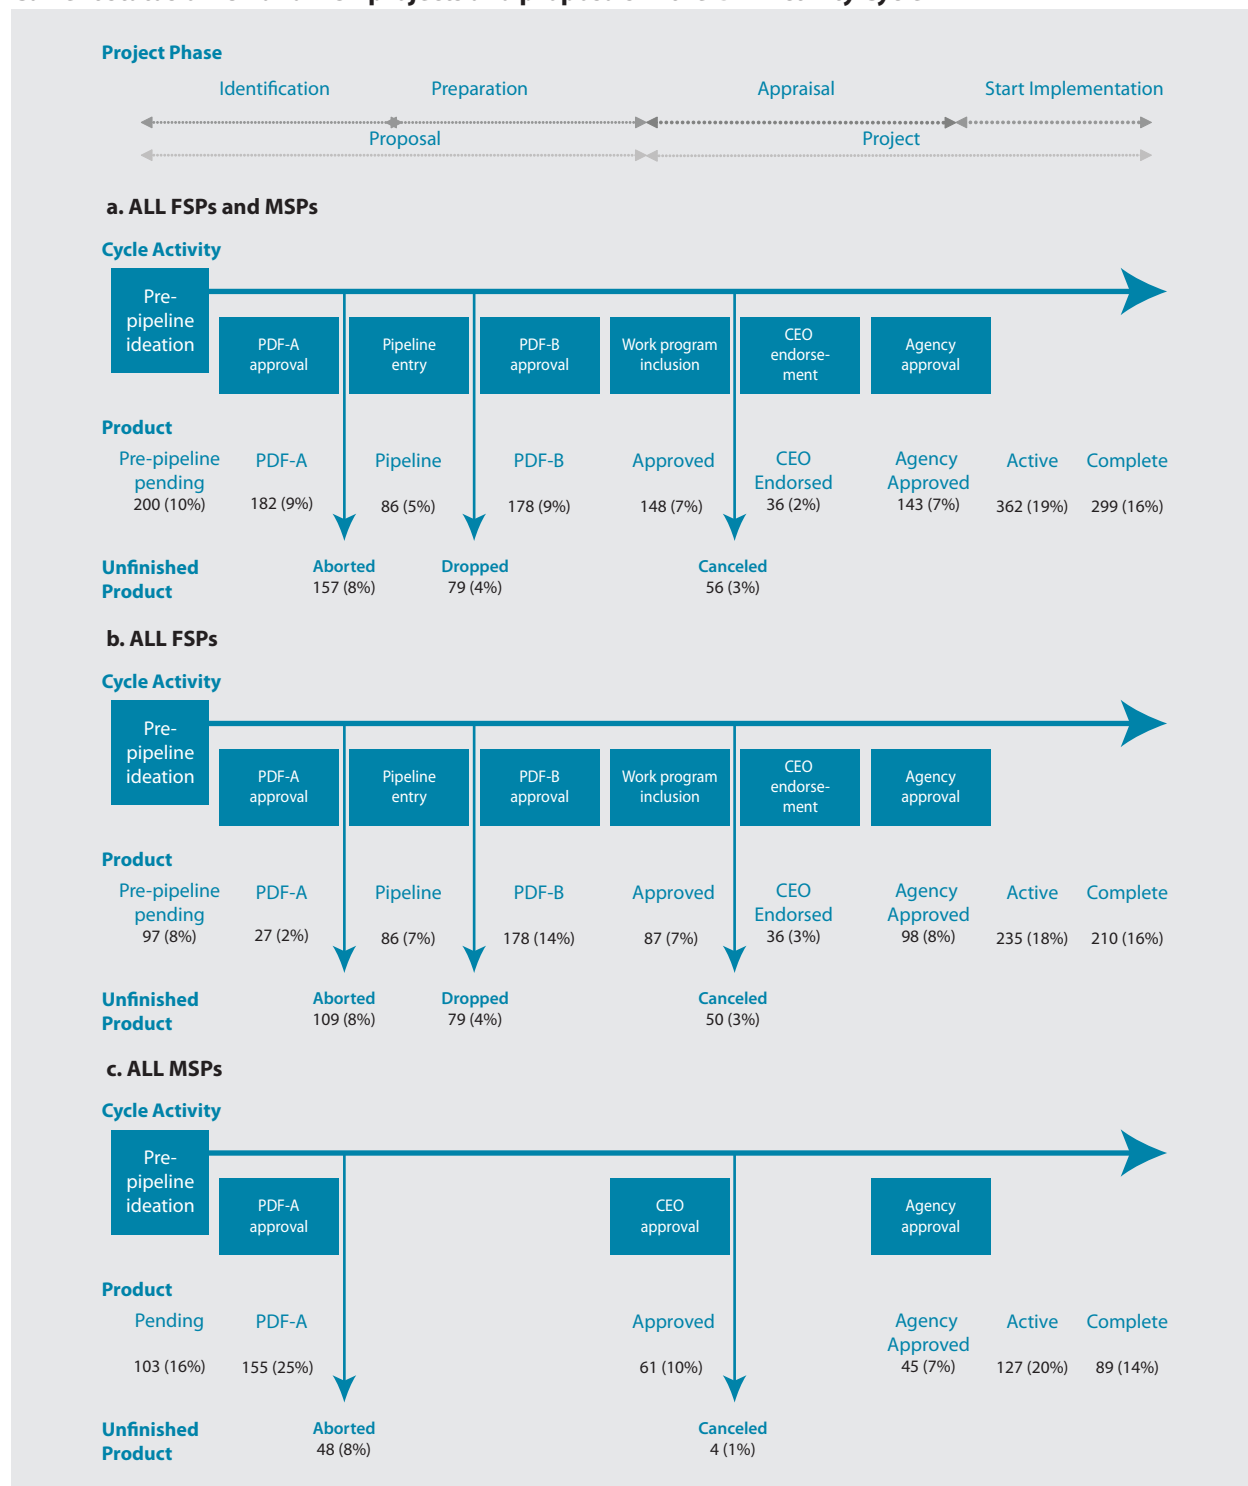 Project Phase
Identification Preparation Appraisal Start Implementation
Proposal Project
a. ALL FSPs and MSPs
Cycle Activity
Pre-
pipeline
ideation
PDF-A
approval
Pipeline
entry
PDF-B
approval
Work program
inclusion
CEO
endorse-
ment
Agency
approval
Product
Pre-pipeline
pending
200 (10%)
PDF-A
182 (9%)
Pipeline
86 (5%)
PDF-B
178 (9%)
Approved
148 (7%)
CEO
Endorsed
36 (2%)
Agency
Approved
143 (7%)
Active
362 (19%)
Complete
299 (16%)
Unfinished
Product
Aborted
157 (8%)
Dropped
79 (4%)
Canceled
56 (3%)
b. ALL FSPs
Cycle Activity
Pre-
pipeline
ideation
PDF-A
approval
Pipeline
entry
PDF-B
approval
Work program
inclusion
CEO
endorse-
ment
Agency
approval
Product
Pre-pipeline
pending
97 (8%)
PDF-A
27 (2%)
Pipeline
86 (7%)
PDF-B
178 (14%)
Approved
87 (7%)
CEO
Endorsed
36 (3%)
Agency
Approved
98 (8%)
Active
235 (18%)
Complete
210 (16%)
Unfinished
Product
Aborted
109 (8%)
Dropped
79 (4%)
Canceled
50 (3%)
c. ALL MSPs
Cycle Activity
Pre-
pipeline
ideation
PDF-A
approval
CEO
approval
Agency
approval
Product
Pending
103 (16%)
PDF-A
155 (25%)
Approved
61 (10%)
Agency
Approved
45 (7%)
Active
127 (20%)
Complete
89 (14%)
Unfinished
Product
Aborted
48 (8%)
Canceled
4 (1%)